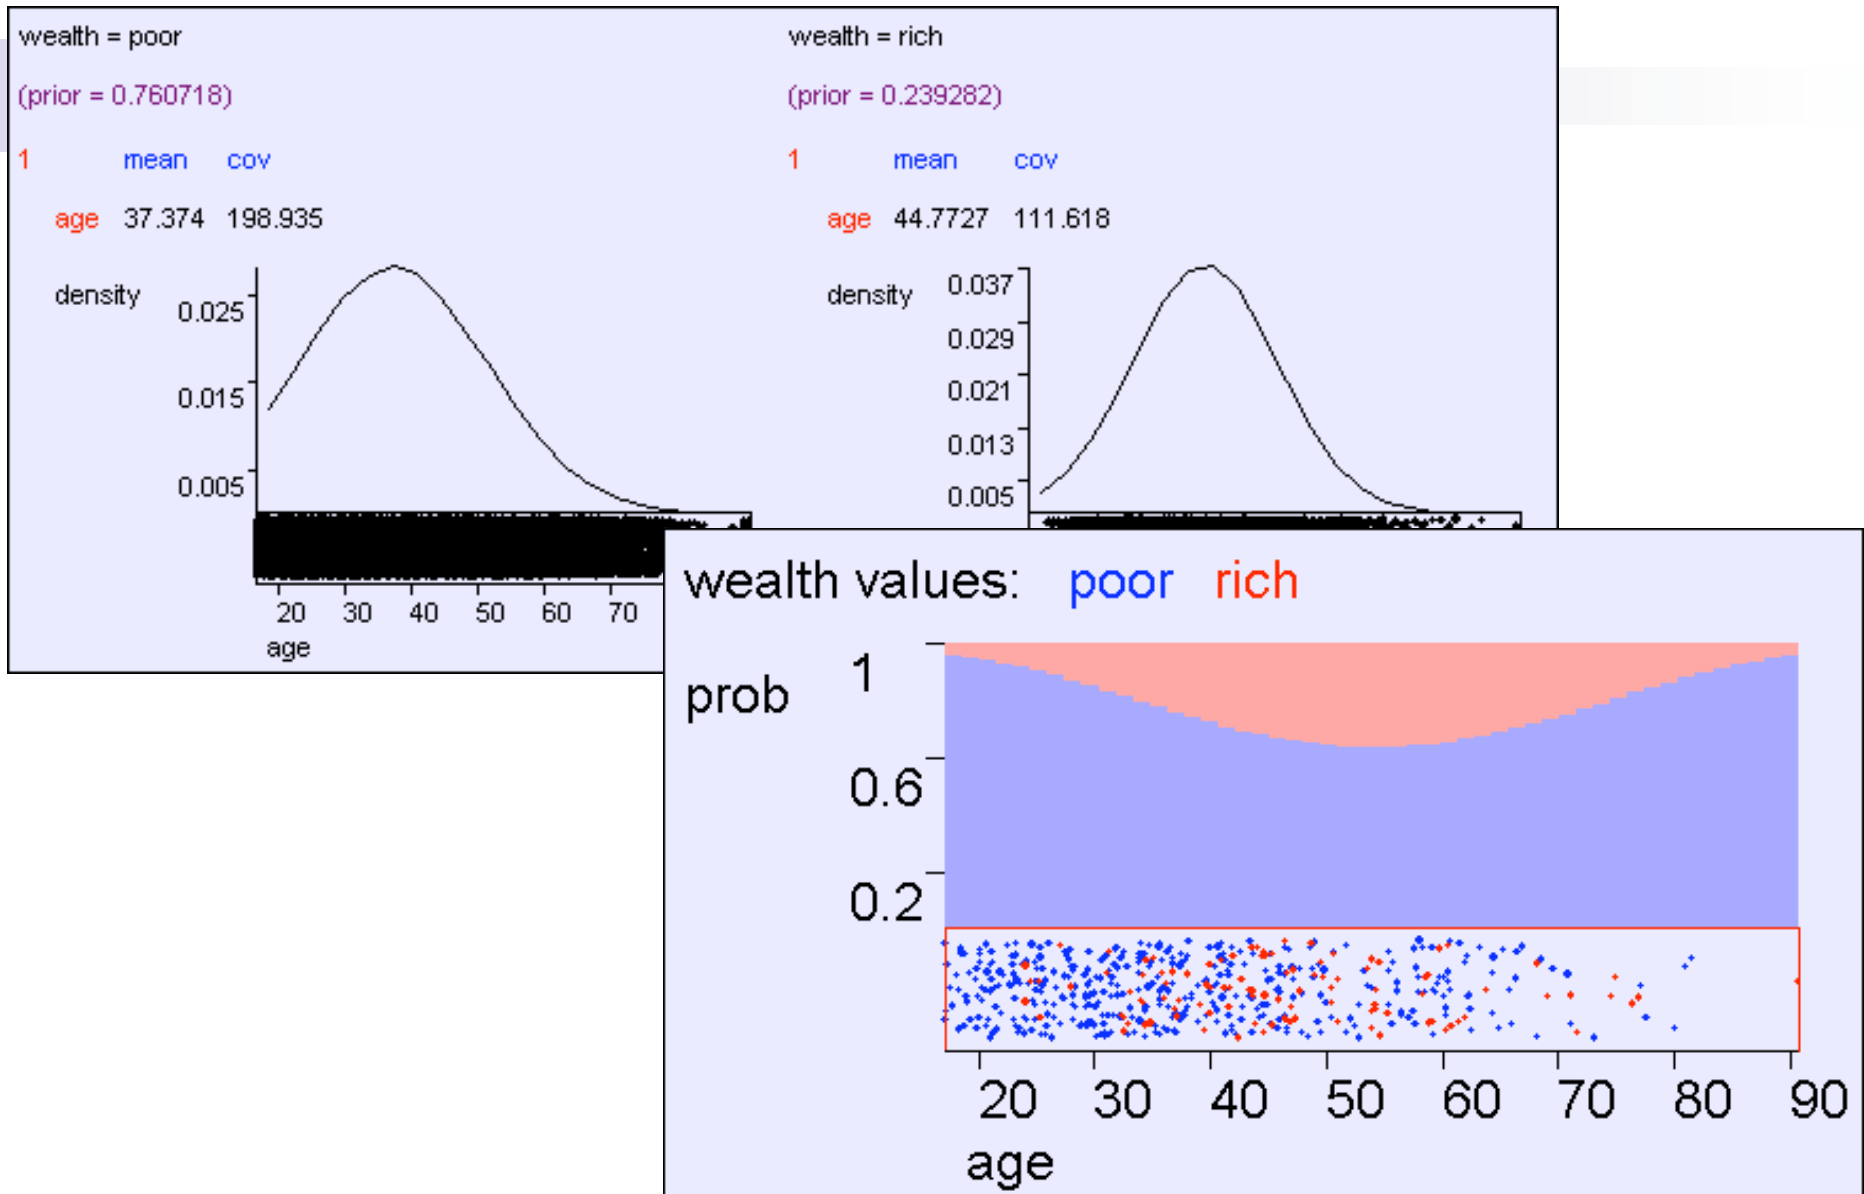 wealth = poor
(prior = 0.760718)
1 mean cov
age 37.374 198.935
density
0.025
0.015
0.005
20 30 40 50 60 70
age
wealth = rich
(prior = 0.239282)
1 mean cov
age 44.7727 111.618
density
0.037
0.029
0.021
0.013
0.005
wealth values: poor rich
prob
1
0.6
0.2
20 30 40 50 60 70 80 90
age